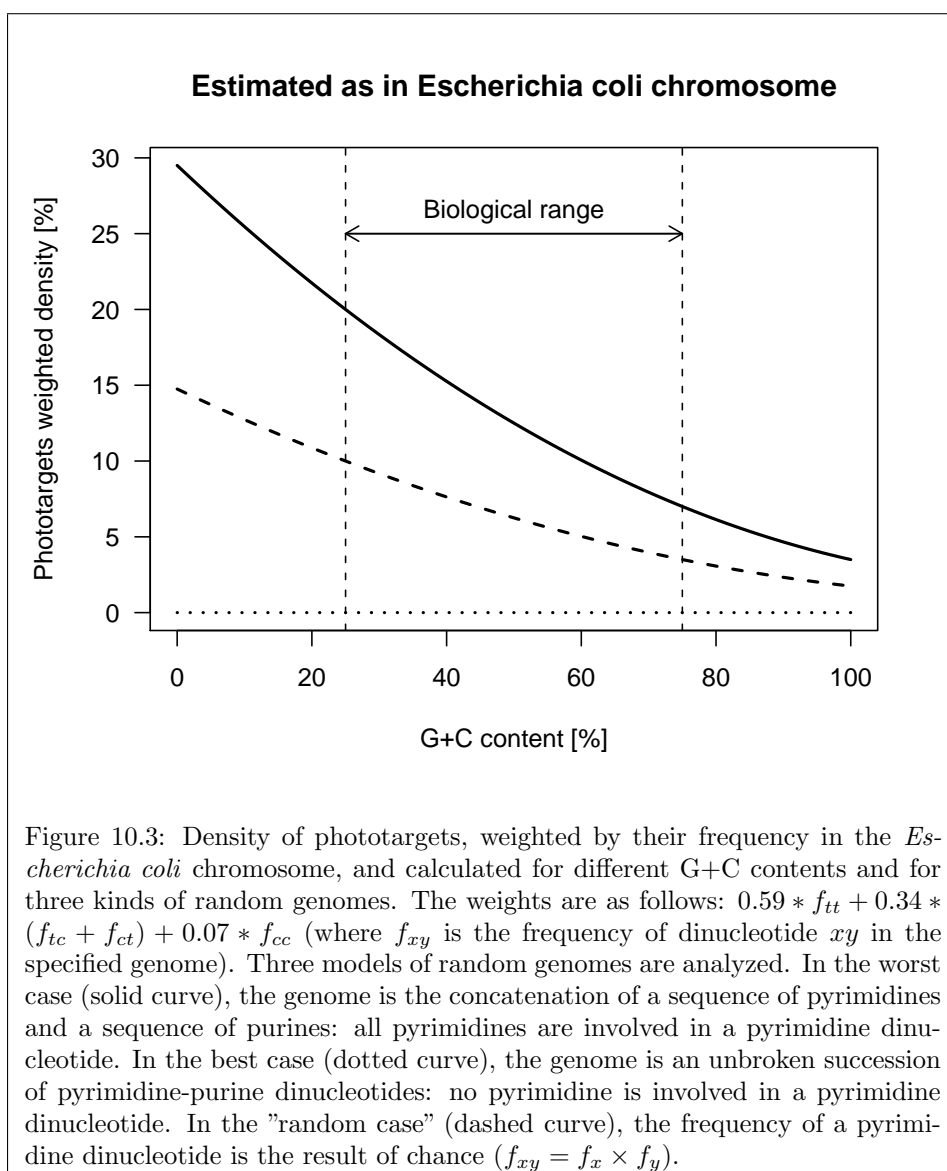 Estimated as in Escherichia coli chromosome
30
25
20
15
10
5
0
Phototargets weighted density [%]
Biological range
0 20 40 60 80 100
G+C content [%]
Figure 10.3: Density of phototargets, weighted by their frequency in the Es-
cherichia coli chromosome, and calculated for different G+C contents and for
three kinds of random genomes. The weights are as follows: 0.59 ∗ f_tt + 0.34 ∗
(f_tc + f_ct) + 0.07 ∗ f_cc (where f_xy is the frequency of dinucleotide xy in the
specified genome). Three models of random genomes are analyzed. In the worst
case (solid curve), the genome is the concatenation of a sequence of pyrimidines
and a sequence of purines: all pyrimidines are involved in a pyrimidine dinu-
cleotide. In the best case (dotted curve), the genome is an unbroken succession
of pyrimidine-purine dinucleotides: no pyrimidine is involved in a pyrimidine
dinucleotide. In the ”random case” (dashed curve), the frequency of a pyrimi-
dine dinucleotide is the result of chance (f_xy = f_x × f_y).